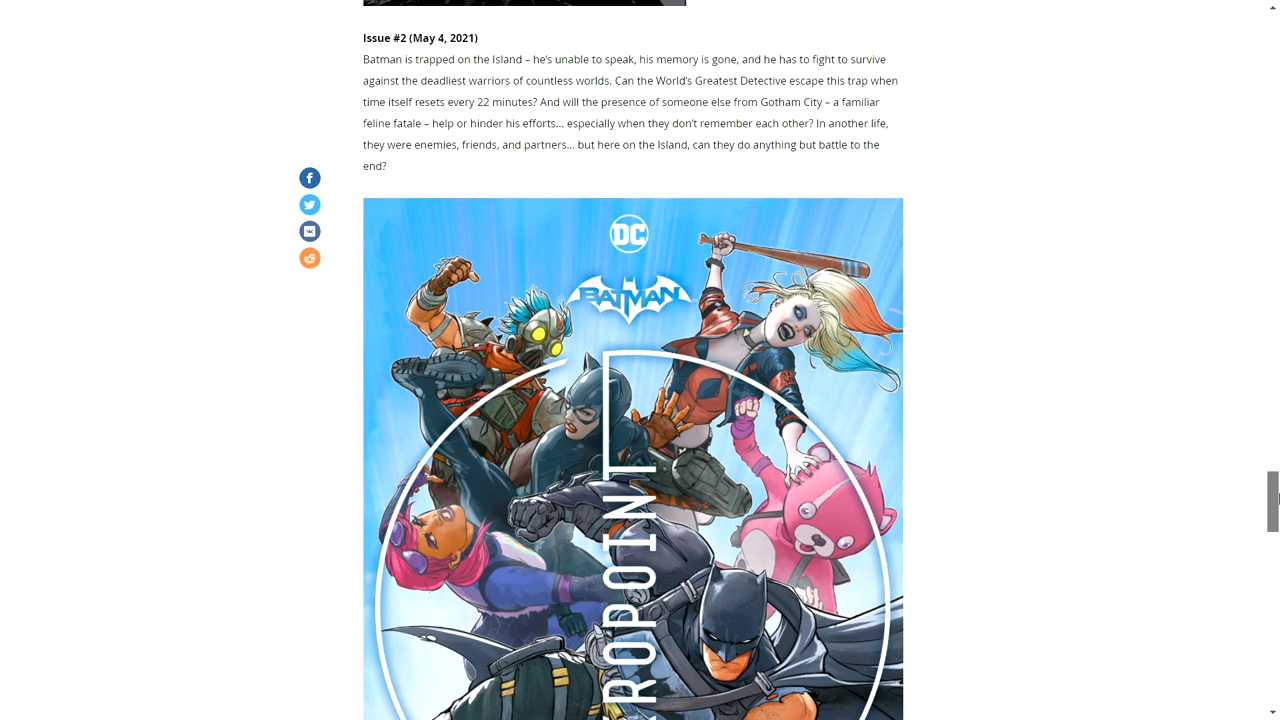 Issue #2 (May 4, 2021)
Batman is trapped on the Island – he's unable to speak, his memory is gone, and he has to fight to survive
against the deadliest warriors of countless worlds. Can the World's Greatest Detective escape this trap when
time itself resets every 22 minutes? And will the presence of someone else from Gotham City – a familiar
feline fatale – help or hinder his efforts… especially when they don't remember each other? In another life,
they were enemies, friends, and partners… but here on the Island, can they do anything but battle to the
end?
DC
BATMAN
ROPOINT